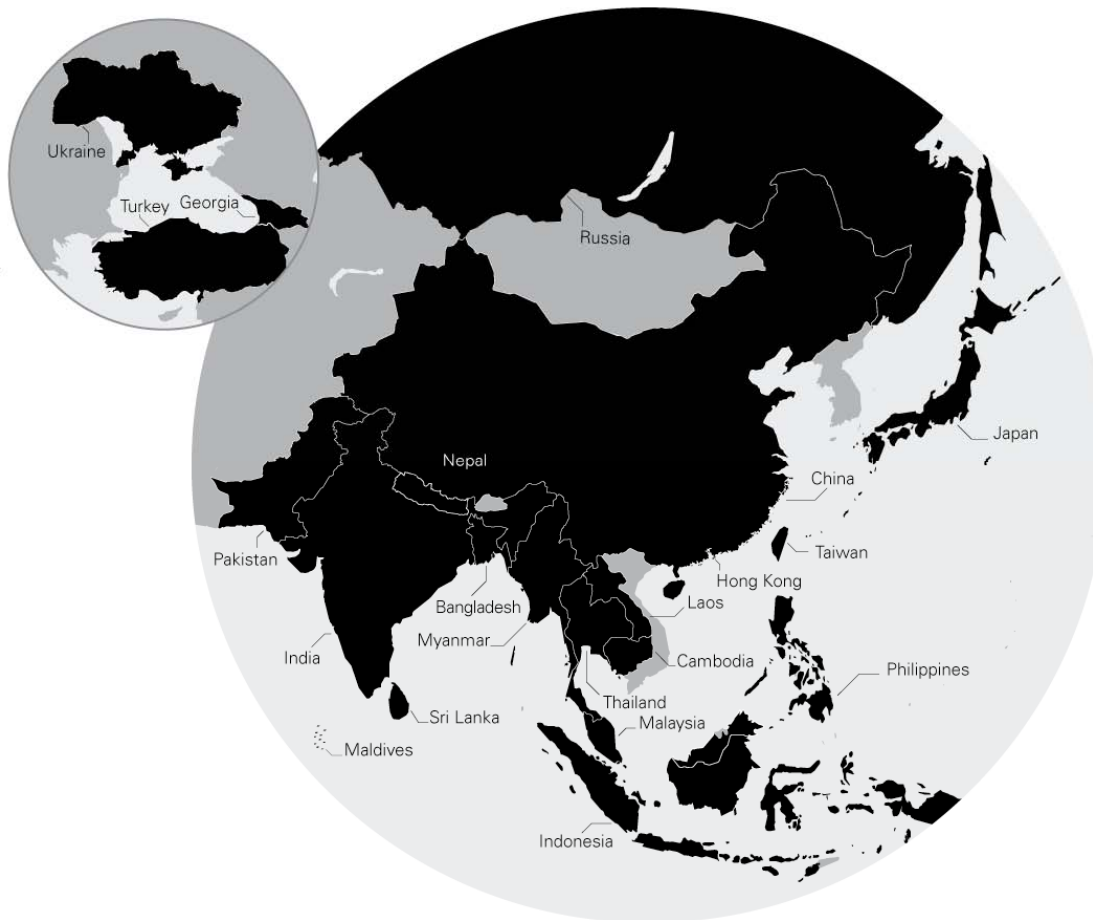 Ukraine
Turkey
Georgia
Russia
Japan
Nepal
China
Pakistan
Taiwan
Hong Kong
Bangladesh
Laos
Myanmar
India
Cambodia
Philippines
Thailand
Sri Lanka
Malaysia
Maldives
Indonesia